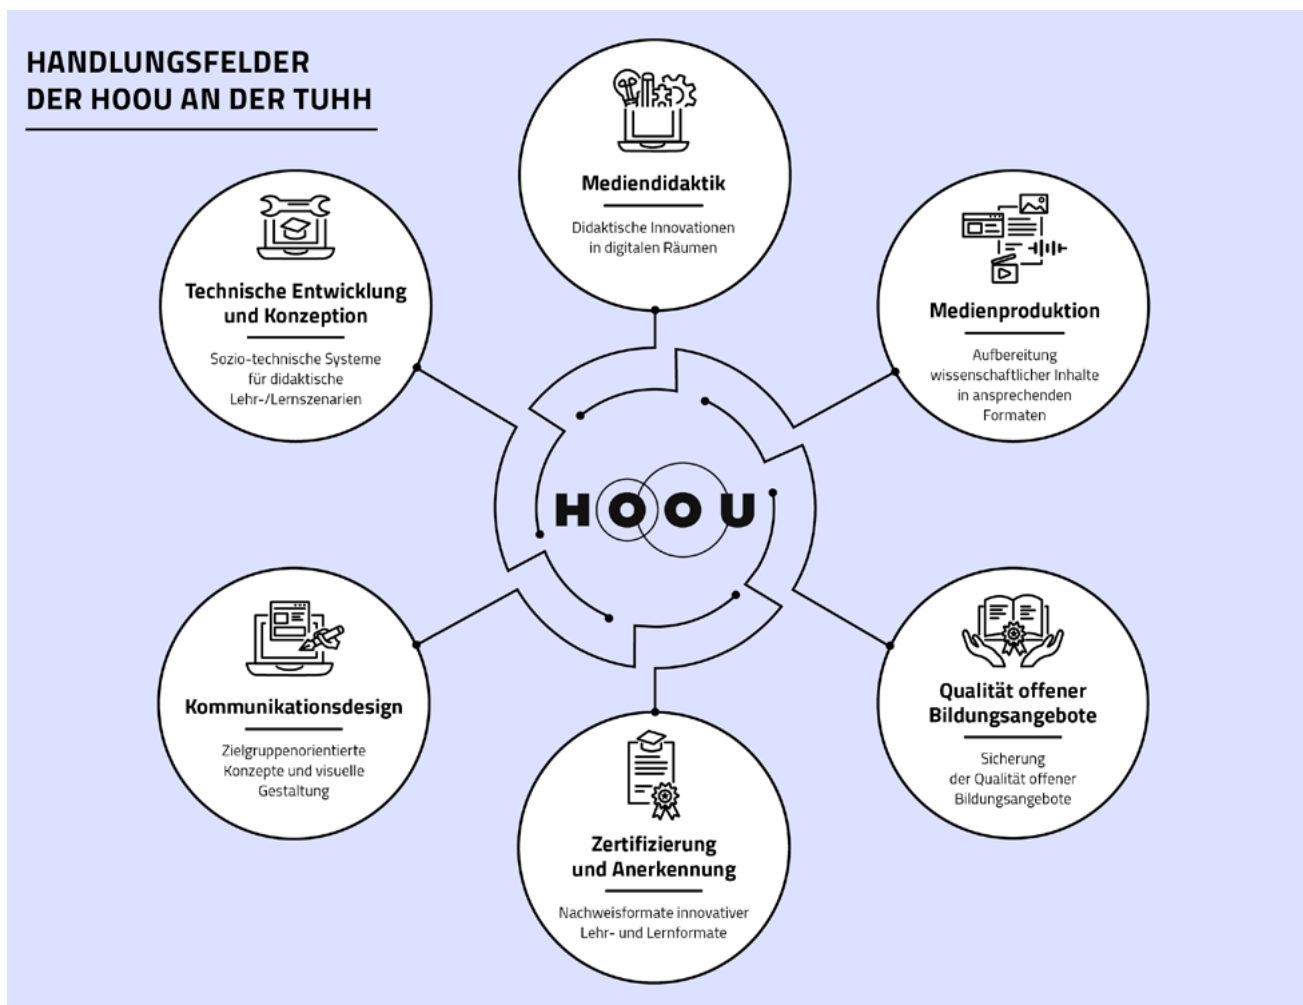 HANDLUNGSFELDER
DER HOOU AN DER TUHH
Mediendidaktik
Didaktische Innovationen
in digitalen Räumen
Medienproduktion
Aufbereitung
wissenschaftlicher Inhalte
in ansprechenden
Formaten
Technische Entwicklung
und Konzeption
Sozio-technische Systeme
für didaktische
Lehr-/Lernszenarien
HOOU
Kommunikationsdesign
Zielgruppenorientierte
Konzepte und visuelle
Gestaltung
Qualität offener
Bildungsangebote
Sicherung
der Qualität offener
Bildungsangebote
Zertifizierung
und Anerkennung
Nachweisformate innovativer
Lehr- und Lernformate